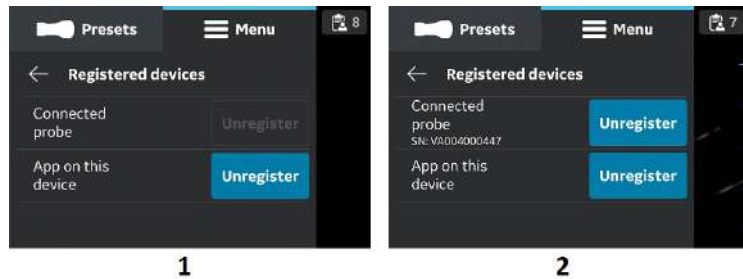 Presets Menu 8
Registered devices
Connected
probe
Unregister
App on this
device
Unregister
1
Presets Menu 7
Registered devices
Connected
probe
SN: VA004000447
Unregister
App on this
device
Unregister
2